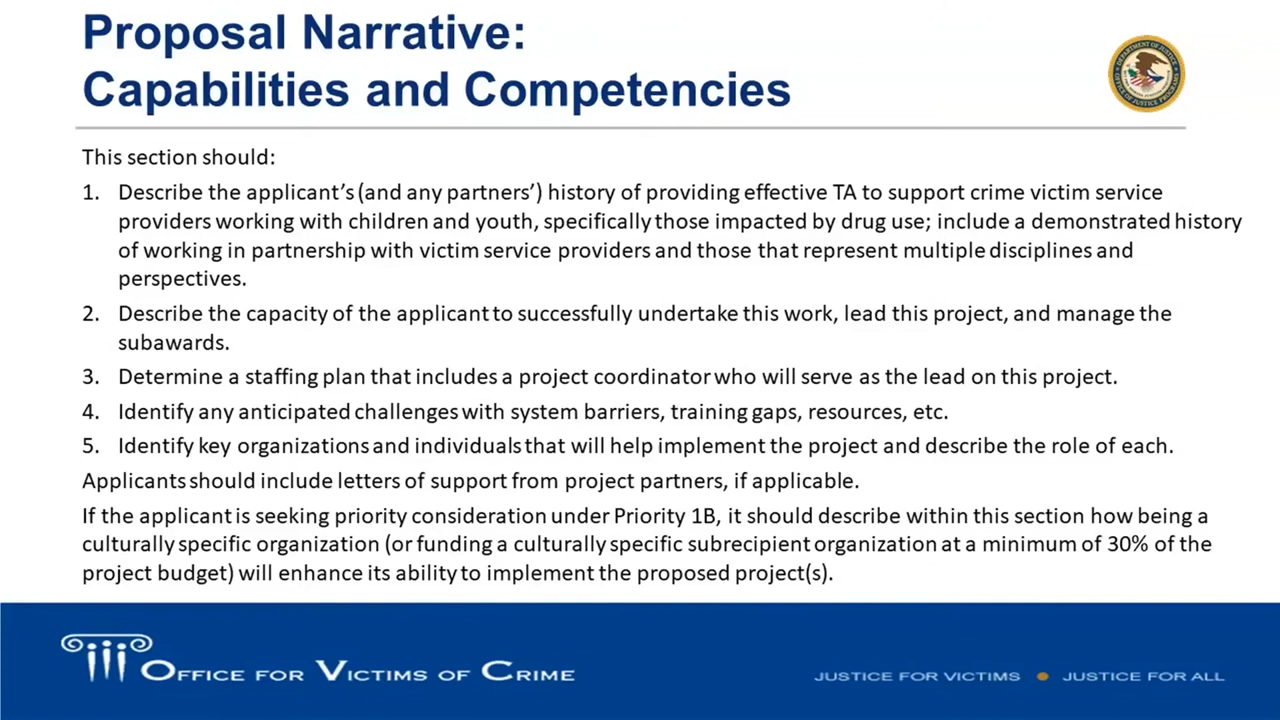 Proposal Narrative:
Capabilities and Competencies
This section should:
1. Describe the applicant's (and any partners') history of providing effective TA to support crime victim service
providers working with children and youth, specifically those impacted by drug use; include a demonstrated history
of working in partnership with victim service providers and those that represent multiple disciplines and
perspectives.
2. Describe the capacity of the applicant to successfully undertake this work, lead this project, and manage the
subawards.
3. Determine a staffing plan that includes a project coordinator who will serve as the lead on this project.
4. Identify any anticipated challenges with system barriers, training gaps, resources, etc.
5. Identify key organizations and individuals that will help implement the project and describe the role of each.
Applicants should include letters of support from project partners, if applicable.
If the applicant is seeking priority consideration under Priority 1B, it should describe within this section how being a
culturally specific organization (or funding a culturally specific subrecipient organization at a minimum of 30% of the
project budget) will enhance its ability to implement the proposed project(s).
OFFICE FOR VICTIMS OF CRIME
JUSTICE FOR VICTIMS • JUSTICE FOR ALL